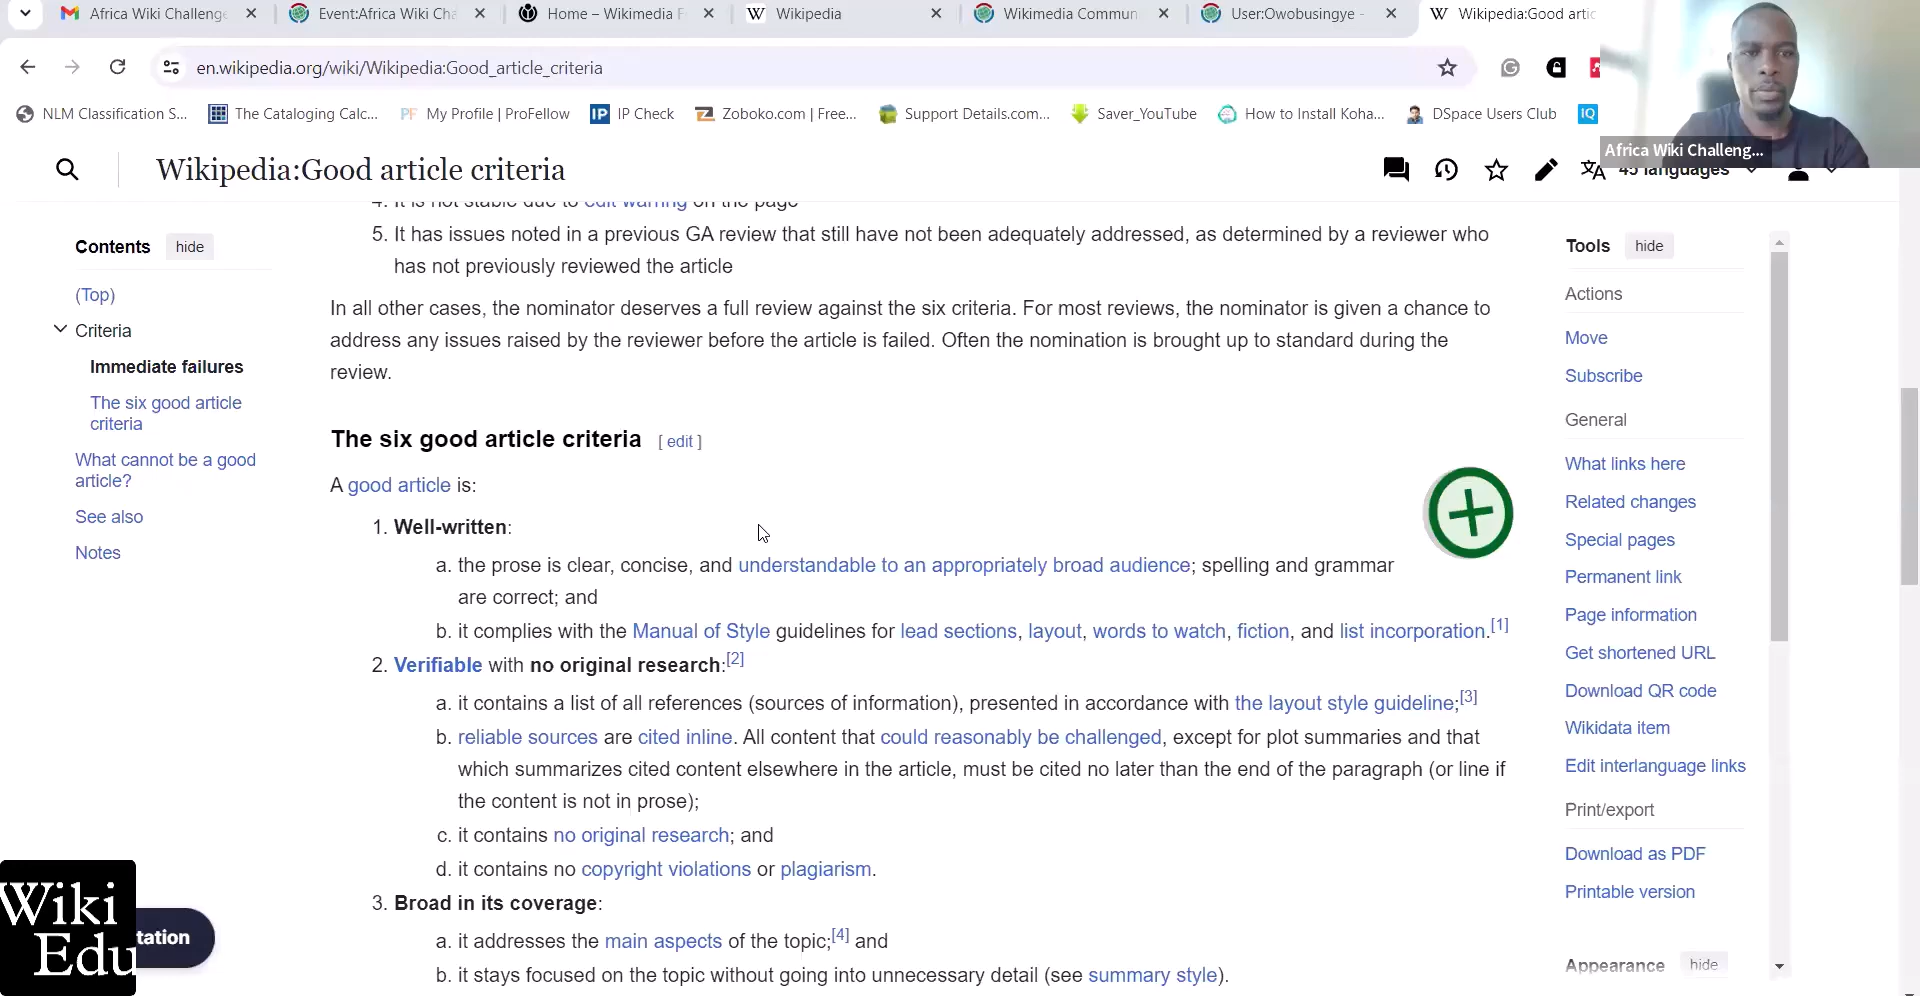 Africa Wiki Challenge
Event:Africa Wiki Cha
Home – Wikimedia F
Wikipedia
Wikimedia Commun
User:Owobusingye -
Wikipedia:Good artic
en.wikipedia.org/wiki/Wikipedia:Good_article_criteria
NLM Classification S...
The Cataloging Calc...
PF My Profile | ProFellow
IP IP Check
Zoboko.com | Free...
Support Details.com...
Saver_YouTube
How to Install Koha...
DSpace Users Club
IQ
Africa Wiki Challeng...
Wikipedia:Good article criteria
45 languages
Contents hide
(Top)
Criteria
Immediate failures
The six good article
criteria
What cannot be a good
article?
See also
Notes
4. It is not stable due to edit warring on the page
5. It has issues noted in a previous GA review that still have not been adequately addressed, as determined by a reviewer who
has not previously reviewed the article
In all other cases, the nominator deserves a full review against the six criteria. For most reviews, the nominator is given a chance to
address any issues raised by the reviewer before the article is failed. Often the nomination is brought up to standard during the
review.
The six good article criteria [ edit ]
A good article is:
1. Well-written:
a. the prose is clear, concise, and understandable to an appropriately broad audience; spelling and grammar
are correct; and
b. it complies with the Manual of Style guidelines for lead sections, layout, words to watch, fiction, and list incorporation.[1]
2. Verifiable with no original research:[2]
a. it contains a list of all references (sources of information), presented in accordance with the layout style guideline;[3]
b. reliable sources are cited inline. All content that could reasonably be challenged, except for plot summaries and that
which summarizes cited content elsewhere in the article, must be cited no later than the end of the paragraph (or line if
the content is not in prose);
c. it contains no original research; and
d. it contains no copyright violations or plagiarism.
3. Broad in its coverage:
a. it addresses the main aspects of the topic;[4] and
b. it stays focused on the topic without going into unnecessary detail (see summary style).
Tools hide
Actions
Move
Subscribe
General
What links here
Related changes
Special pages
Permanent link
Page information
Get shortened URL
Download QR code
Wikidata item
Edit interlanguage links
Print/export
Download as PDF
Printable version
Appearance hide
Wiki
Edu
tation